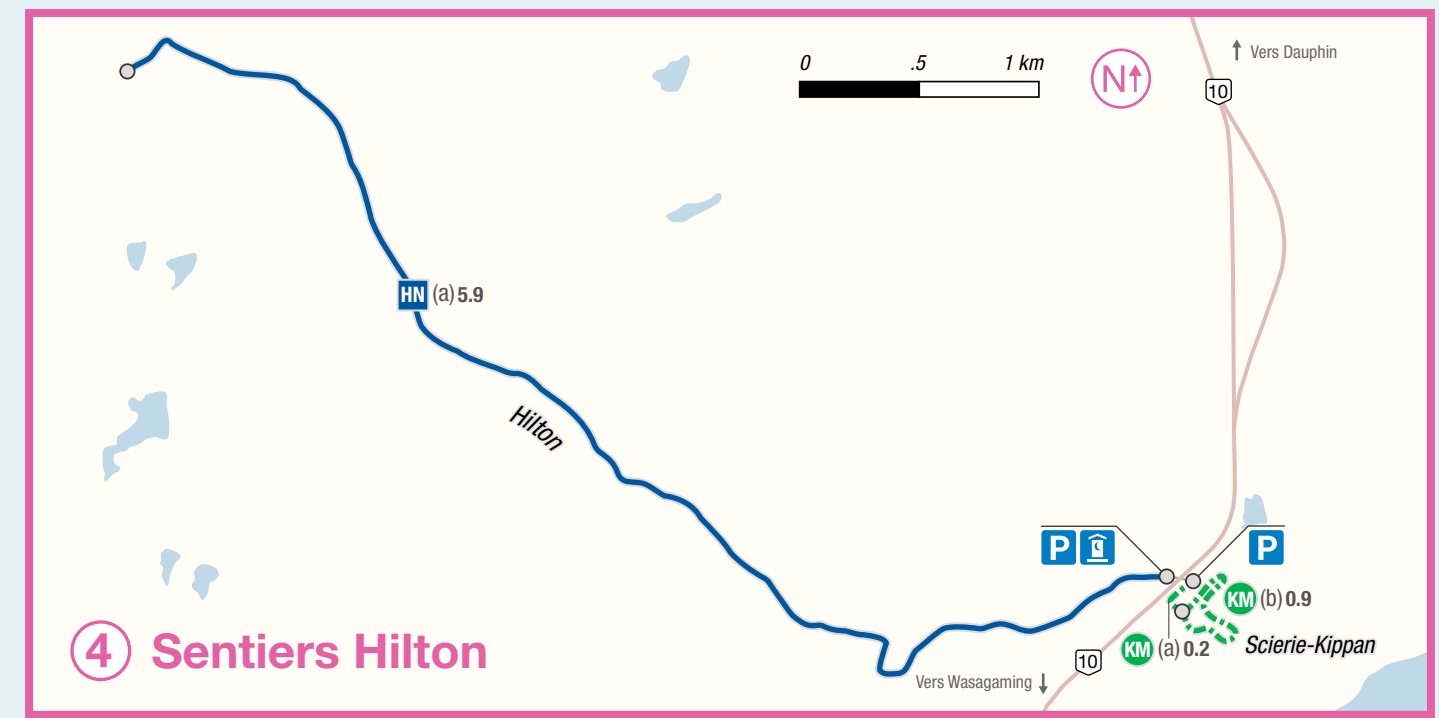 0 .5 1 km
N
Vers Dauphin
10
HN (a) 5.9
Hilton
P P
KM (b) 0.9
Scierie-Kippan
KM (a) 0.2
10
Vers Wasagaming
4 Sentiers Hilton